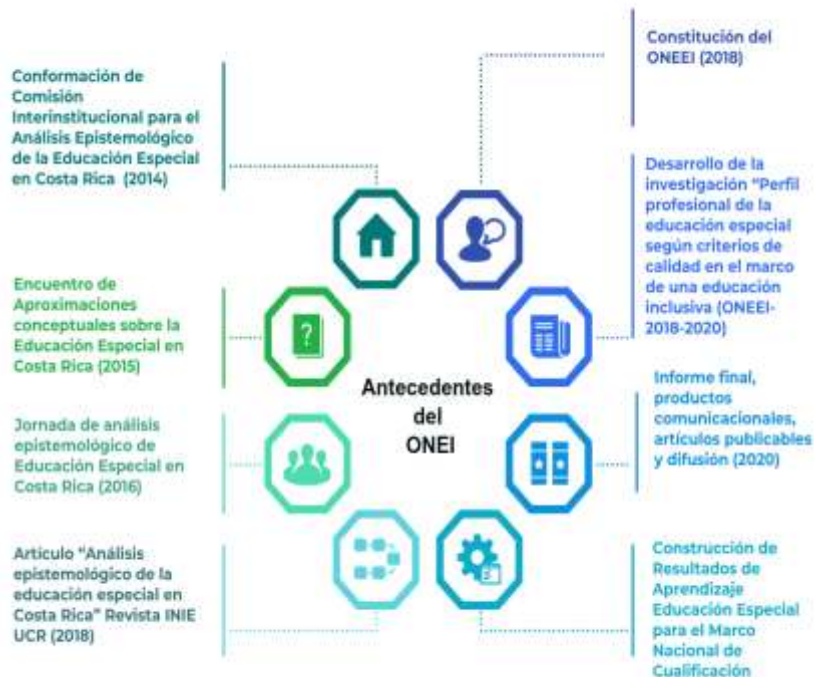 Conformación de
Comisión
Interinstitucional para el
Análisis Epistemológico
de la Educación Especial
en Costa Rica (2014)
Encuentro de
Aproximaciones
conceptuales sobre la
Educación Especial en
Costa Rica (2015)
Jornada de análisis
epistemológico de
Educación Especial en
Costa Rica (2016)
Artículo "Análisis
epistemológico de la
educación especial en
Costa Rica" Revista INIE
UCR (2018)
Antecedentes
del
ONEI
Constitución del
ONEEI (2018)
Desarrollo de la
investigación "Perfil
profesional de la
educación especial
según criterios de
calidad en el marco
de una educación
inclusiva (ONEEI-
2018-2020)
Informe final,
productos
comunicacionales,
artículos publicables
y difusión (2020)
Construcción de
Resultados de
Aprendizaje
Educación Especial
para el Marco
Nacional de
Cualificación